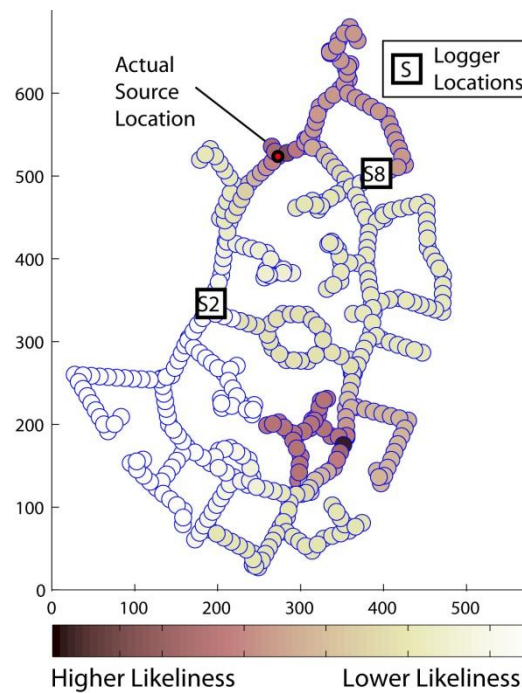 Actual
Source
Location
S Logger
Locations
600
S8
500
400
S2
300
200
100
0
0 100 200 300 400 500
Higher Likeliness Lower Likeliness